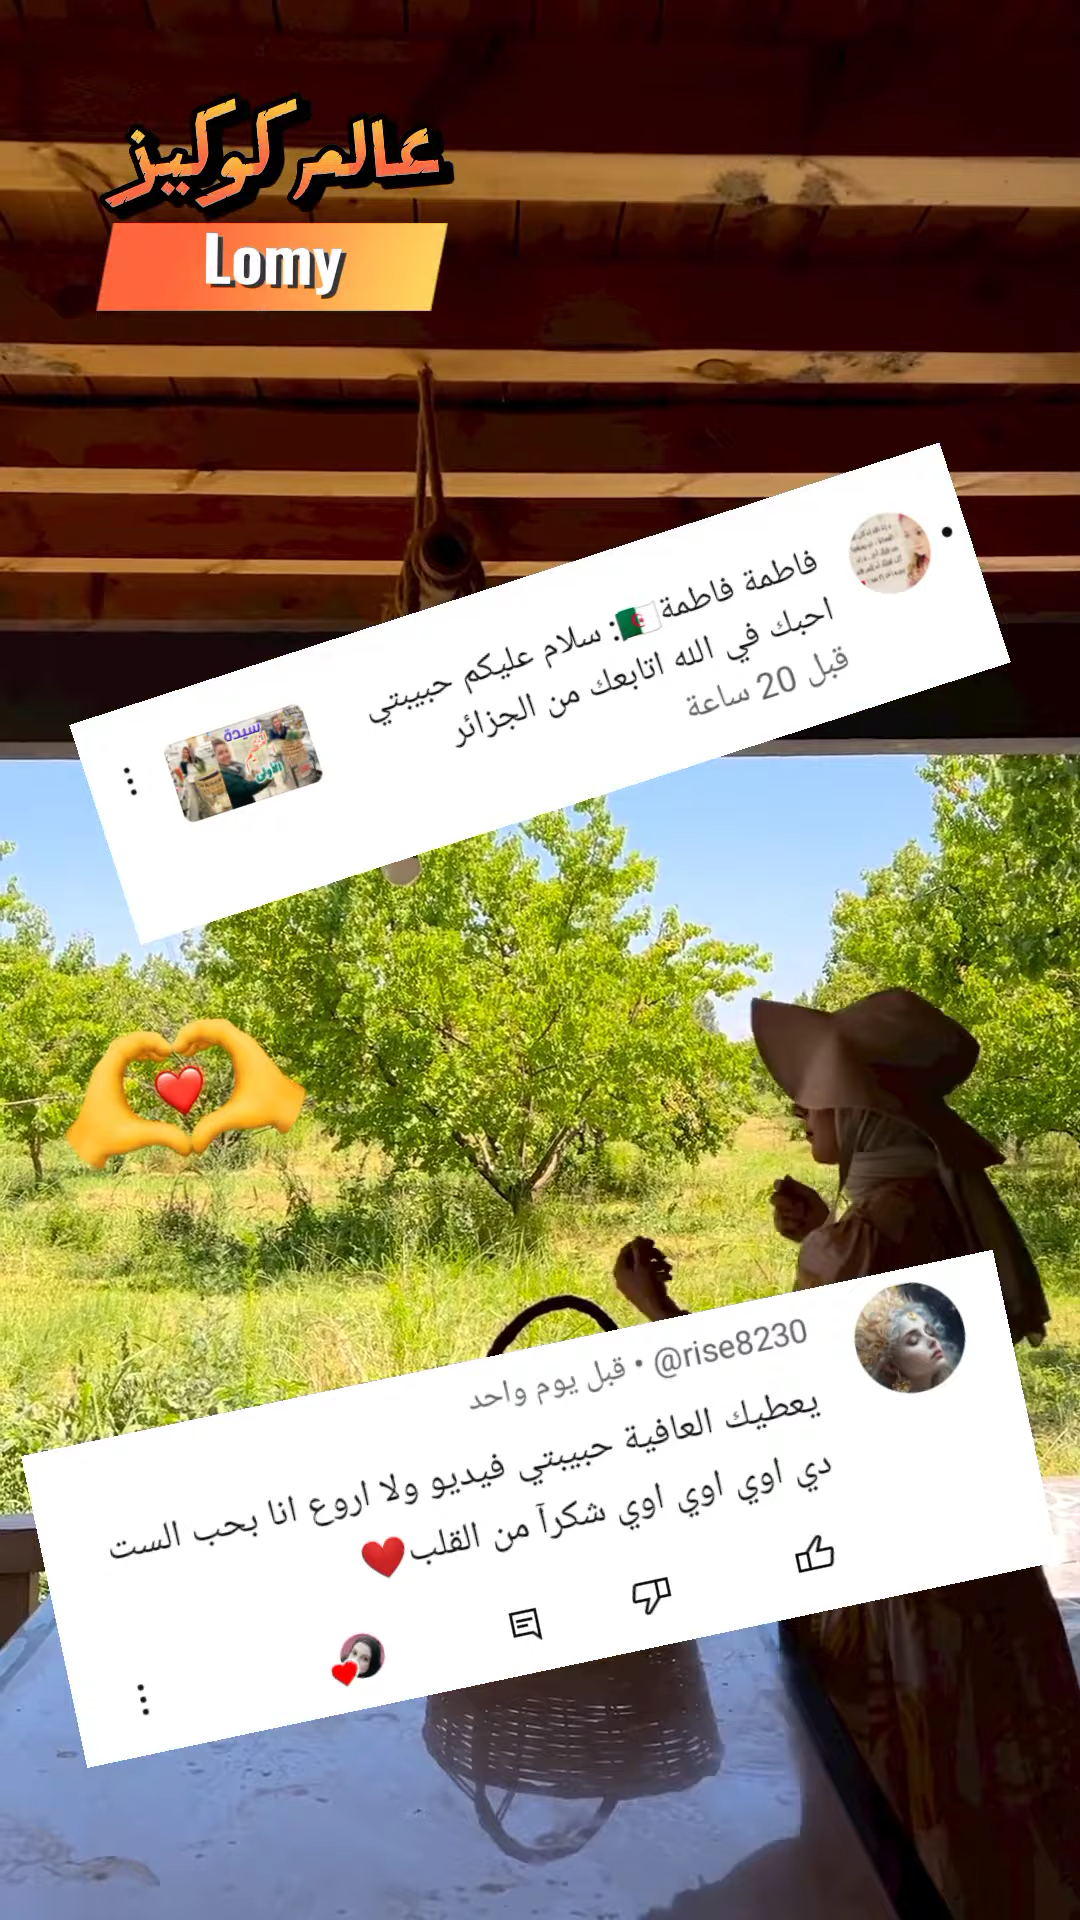 عالم كوكيز
Lomy
فاطمة فاطمة🇩🇿: سلام عليكم حبيبتي
احبك في الله اتابعك من الجزائر
قبل 20 ساعة
سيدة
التنظيم
الأولى
@rise8230 • قبل يوم واحد
يعطيك العافية حبيبتي فيديو ولا اروع انا بحب الست
دي اوي اوي اوي شكرآ من القلب❤️